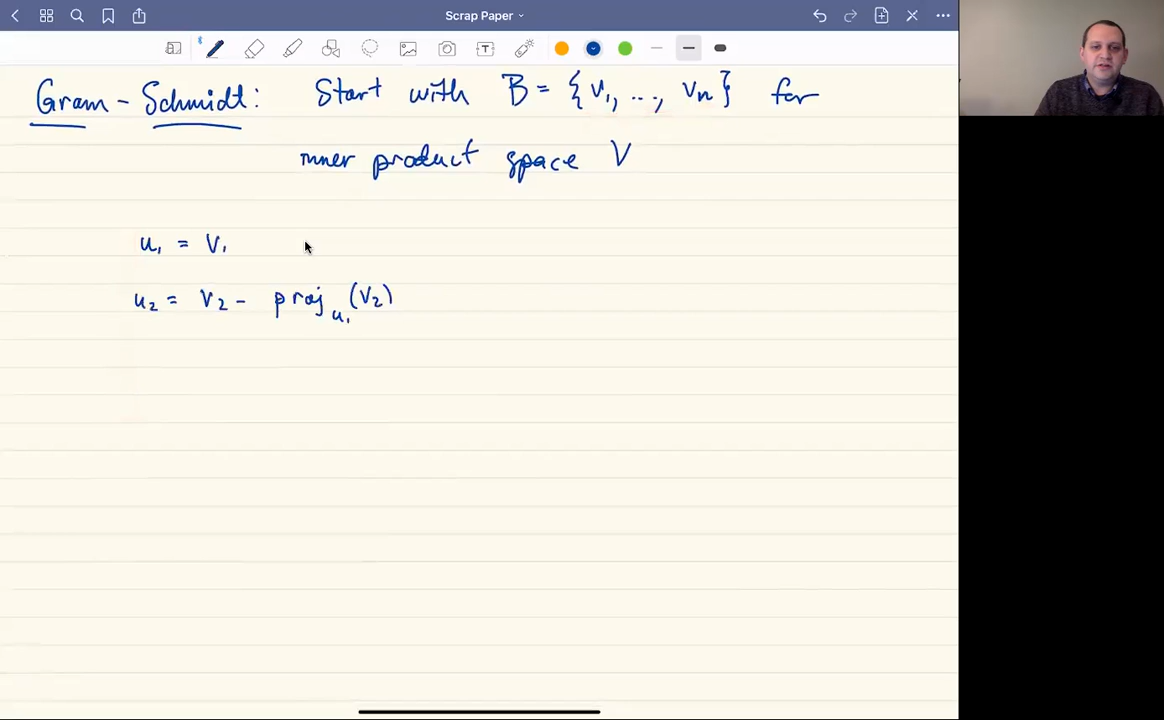 Scrap Paper
Gram - Schmidt: Start with B = {v₁, ..., vₙ} for
inner product space V
u₁ = v₁
u₂ = v₂ - proj_u₁(v₂)